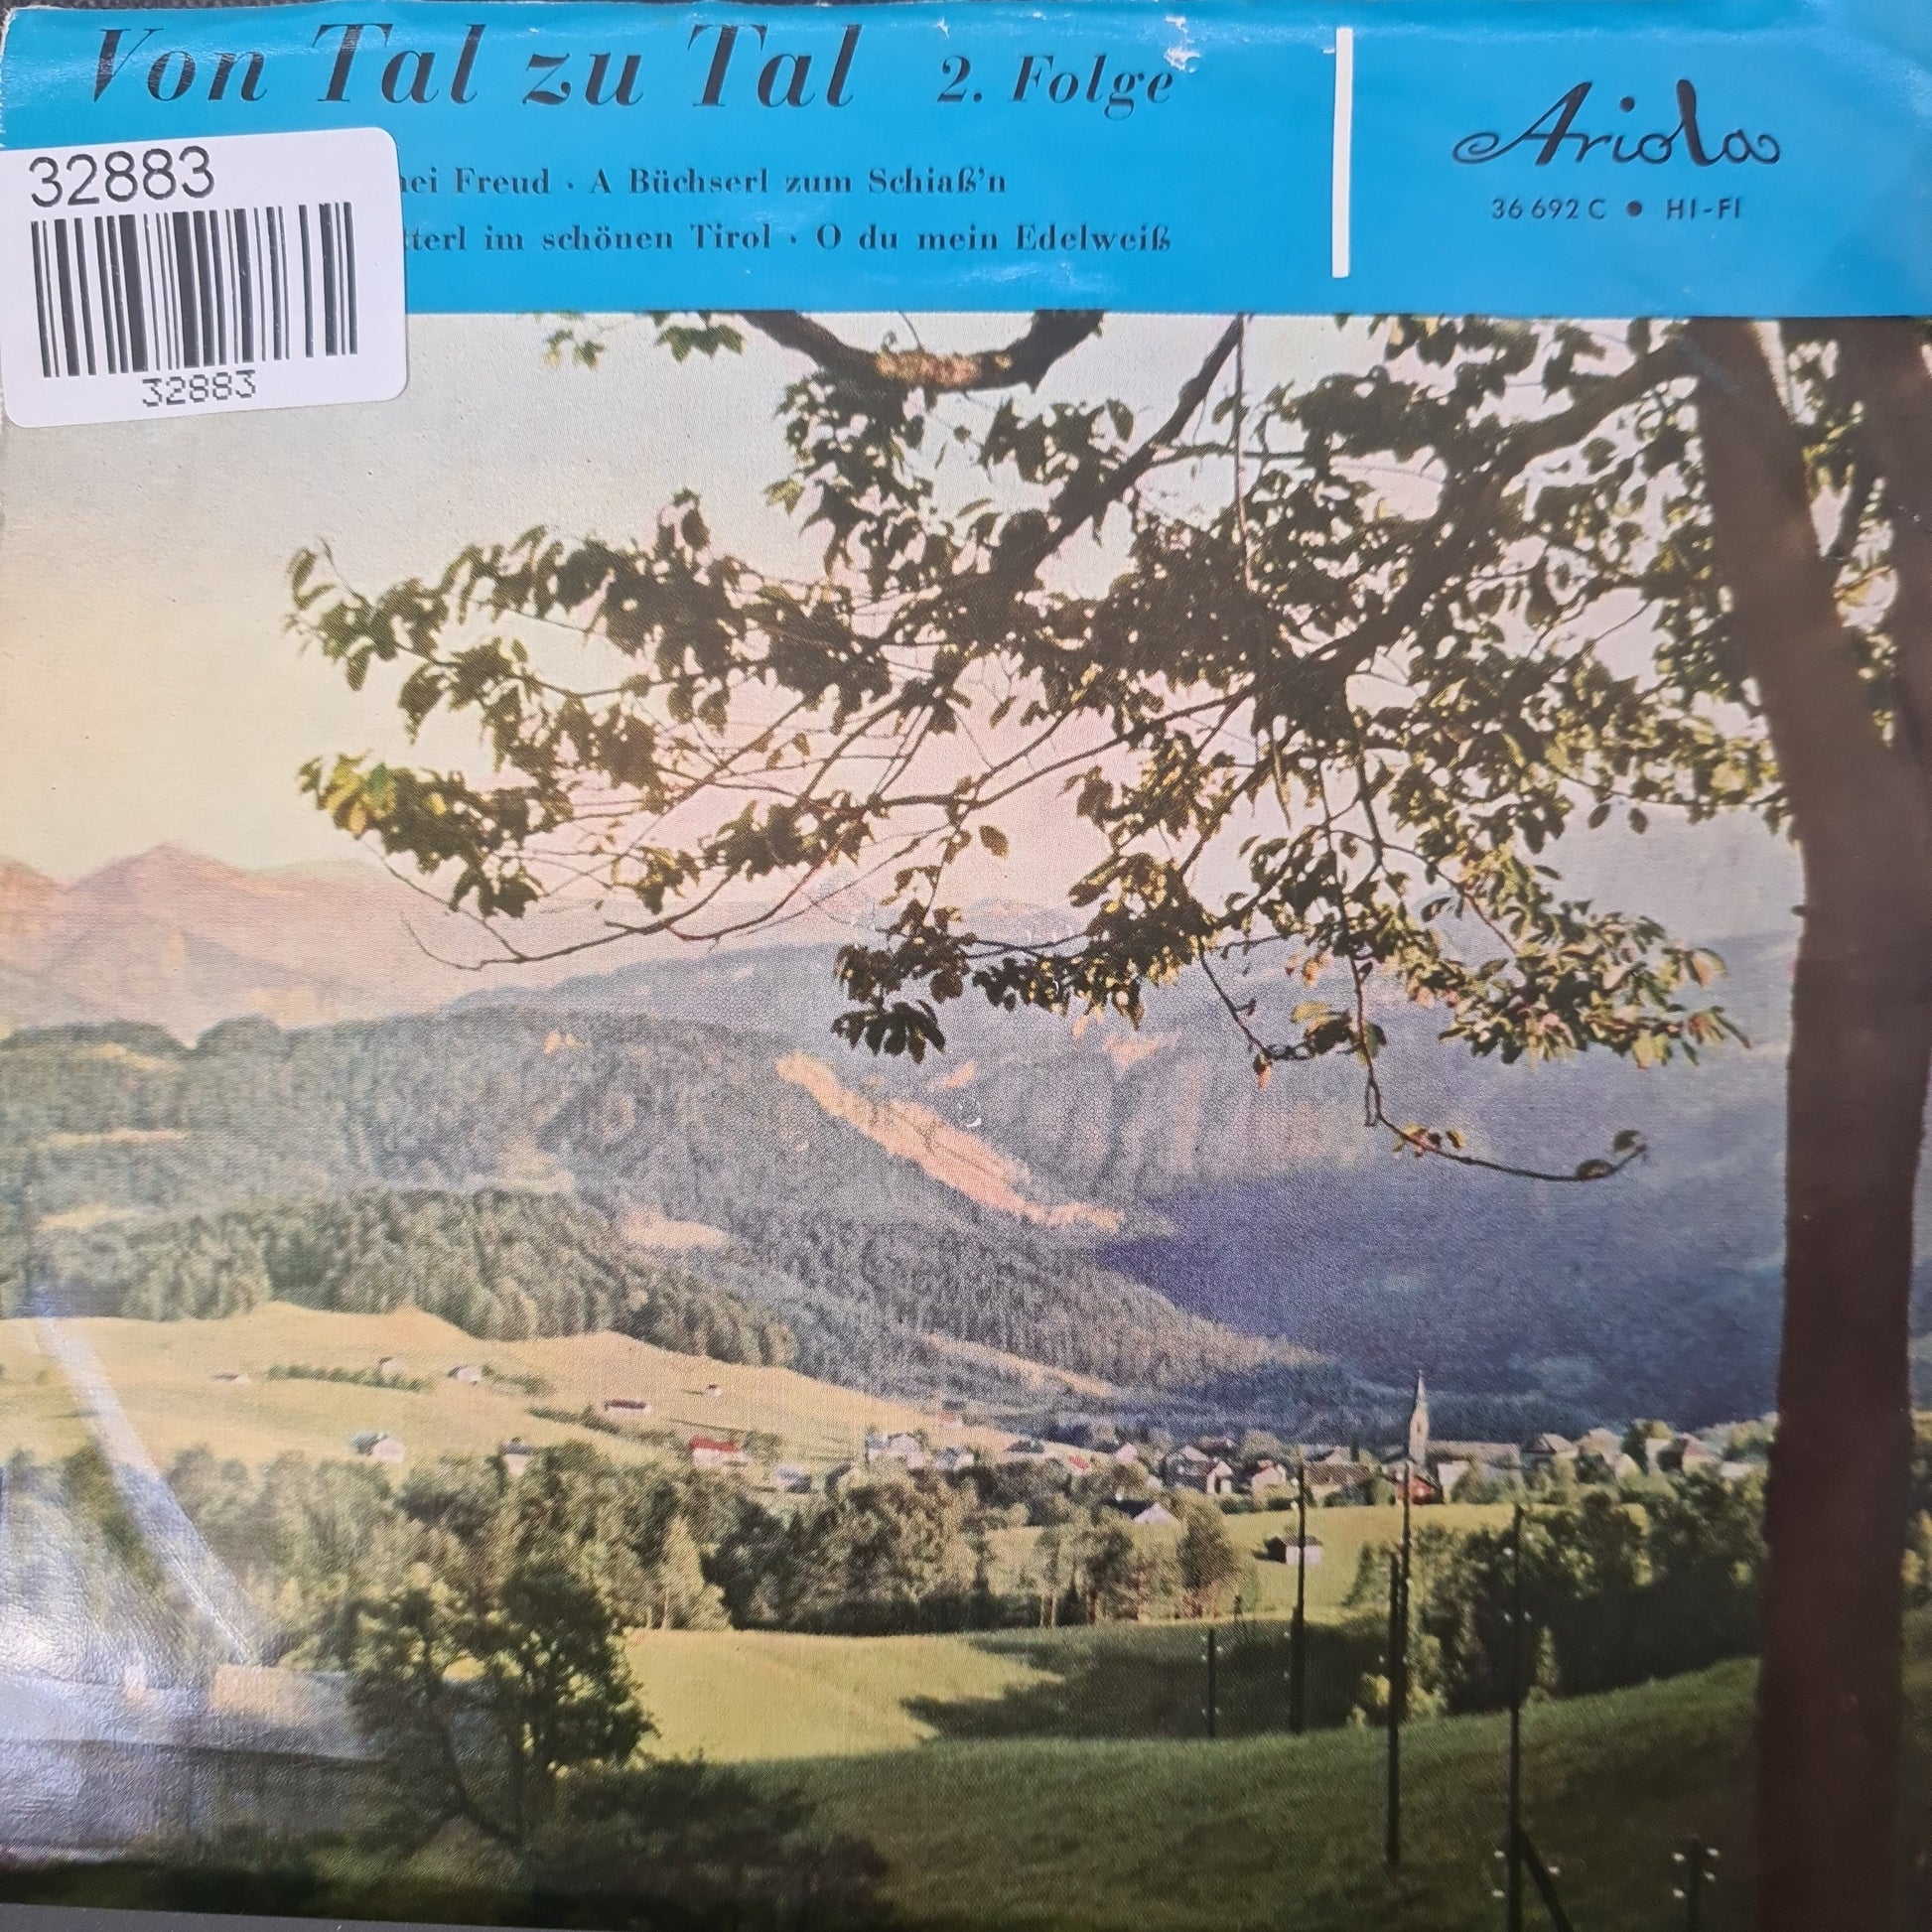 Von Tal zu Tal 2. Folge
Ariola
36 692 C • HI-FI
32883
Freud · A Büchserl zum Schiaß'n
im schönen Tirol · O du mein Edelweiß
32883